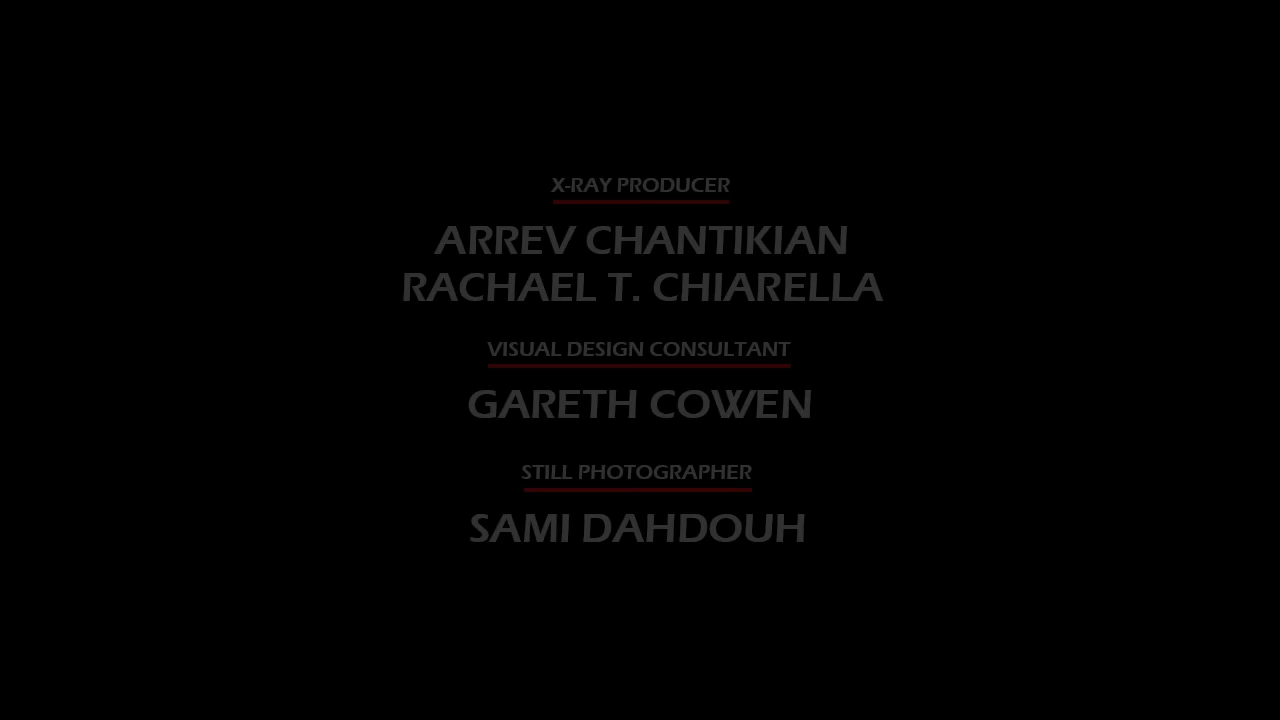 X-RAY PRODUCER
ARREV CHANTIKIAN
RACHAEL T. CHIARELLA
VISUAL DESIGN CONSULTANT
GARETH COWEN
STILL PHOTOGRAPHER
SAMI DAHDOUH